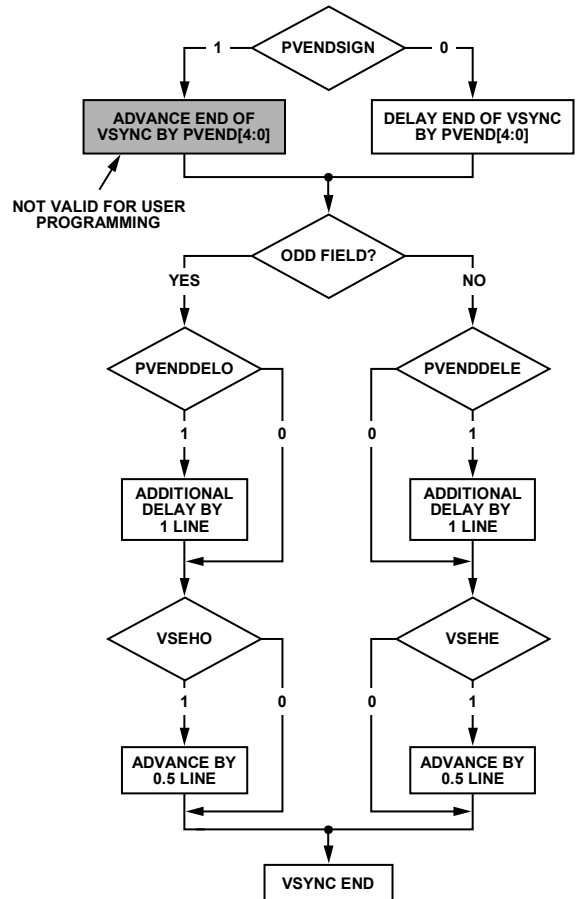 PVENDSIGN
1
0
ADVANCE END OF
VSYNC BY PVEND[4:0]
DELAY END OF VSYNC
BY PVEND[4:0]
NOT VALID FOR USER
PROGRAMMING
ODD FIELD?
YES
NO
PVENDDELO
PVENDDELE
1
0
0
1
ADDITIONAL
DELAY BY
1 LINE
ADDITIONAL
DELAY BY
1 LINE
VSEHO
VSEHE
1
0
0
1
ADVANCE BY
0.5 LINE
ADVANCE BY
0.5 LINE
VSYNC END